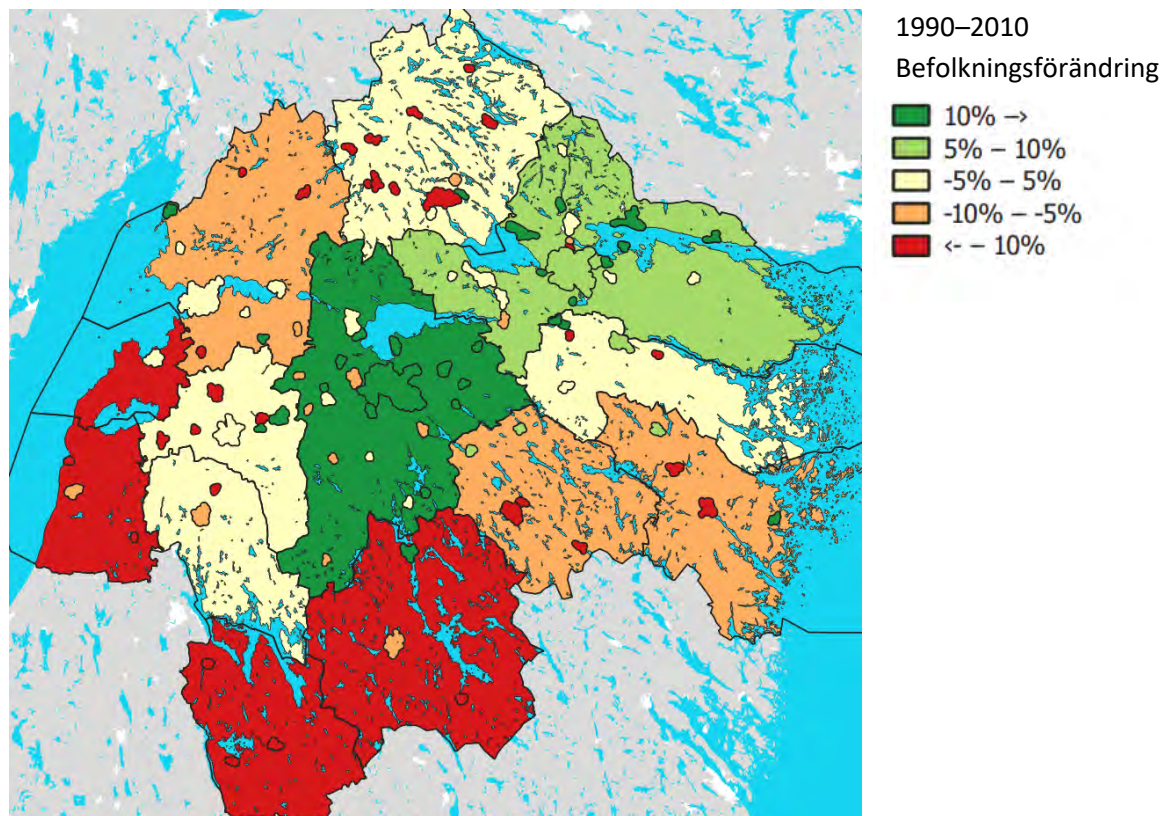 1990–2010
Befolkningsförändring
10% –>
5% – 10%
-5% – 5%
-10% – -5%
<- – 10%